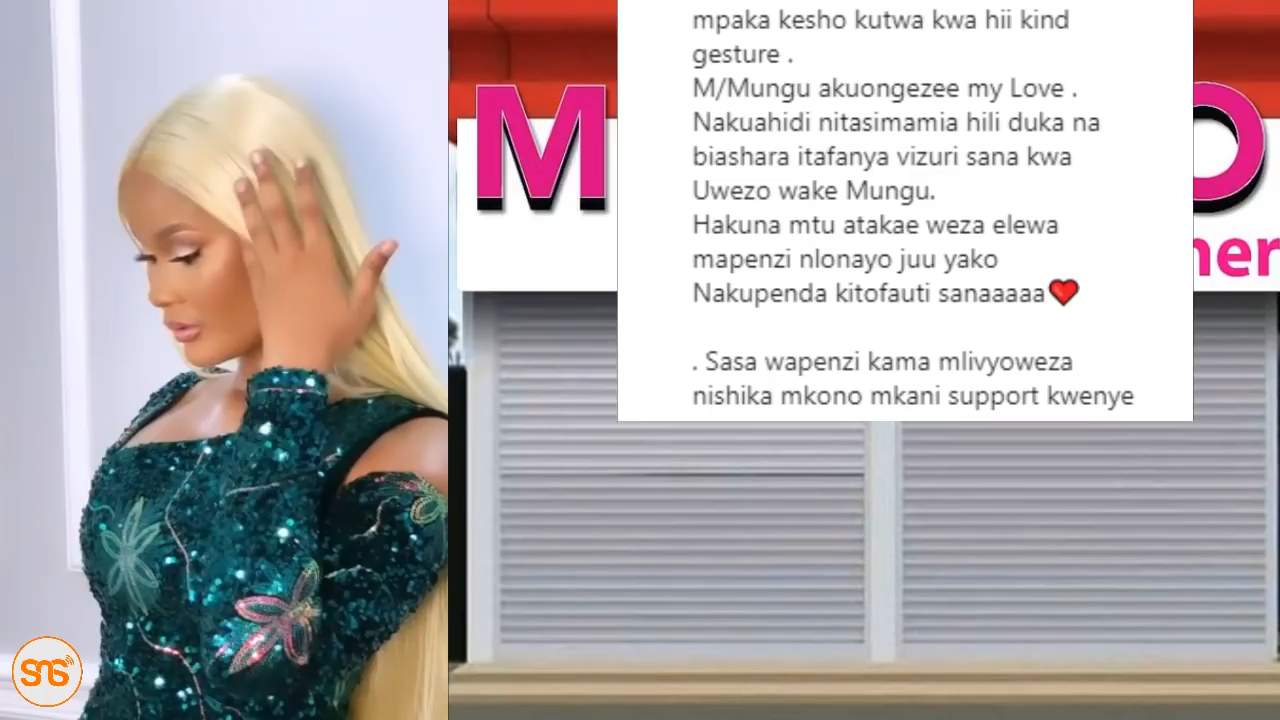 mpaka kesho kutwa kwa hii kind
gesture .
M/Mungu akuongezee my Love .
Nakuahidi nitasimamia hili duka na
biashara itafanya vizuri sana kwa
Uwezo wake Mungu.
Hakuna mtu atakae weza elewa
mapenzi nlonayo juu yako
Nakupenda kitofauti sanaaaaa❤️
. Sasa wapenzi kama mlivyoweza
nishika mkono mkani support kwenye
M
O
ner
SNS